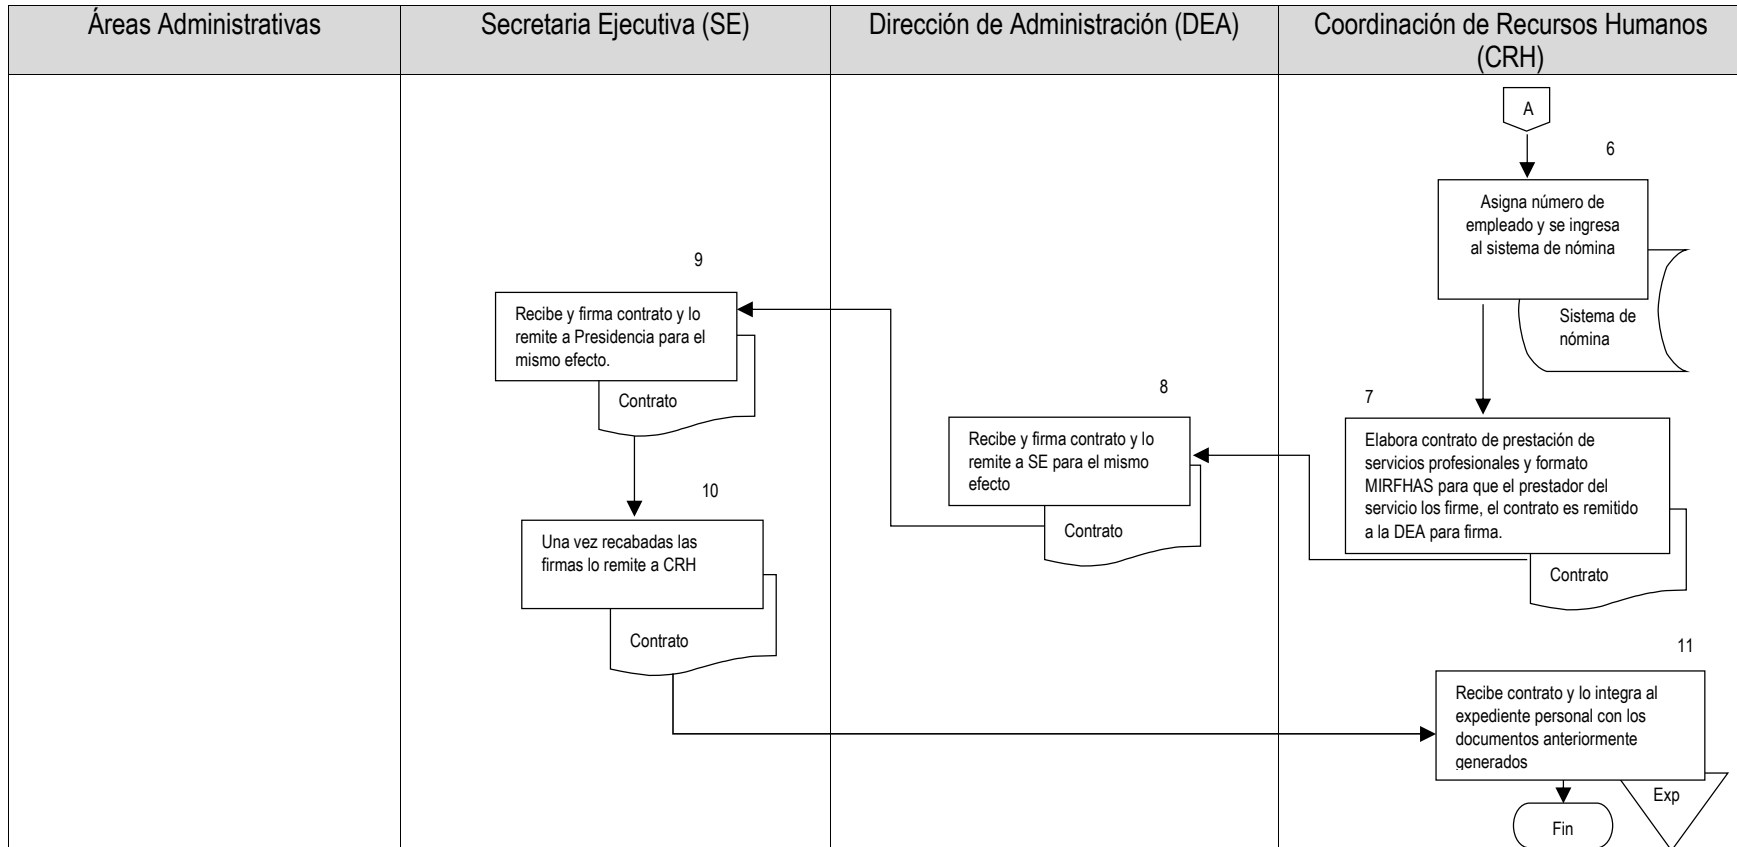 Áreas Administrativas
Secretaria Ejecutiva (SE)
Dirección de Administración (DEA)
Coordinación de Recursos Humanos
(CRH)
A
6
Asigna número de
empleado y se ingresa
al sistema de nómina
Sistema de
nómina
7
Elabora contrato de prestación de
servicios profesionales y formato
MIRFHAS para que el prestador del
servicio los firme, el contrato es remitido
a la DEA para firma.
Contrato
8
Recibe y firma contrato y lo
remite a SE para el mismo
efecto
Contrato
9
Recibe y firma contrato y lo
remite a Presidencia para el
mismo efecto.
Contrato
10
Una vez recabadas las
firmas lo remite a CRH
Contrato
11
Recibe contrato y lo integra al
expediente personal con los
documentos anteriormente
generados
Exp
Fin